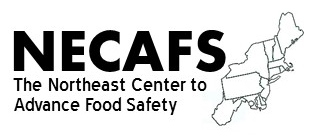 NECAFS
The Northeast Center to
Advance Food Safety